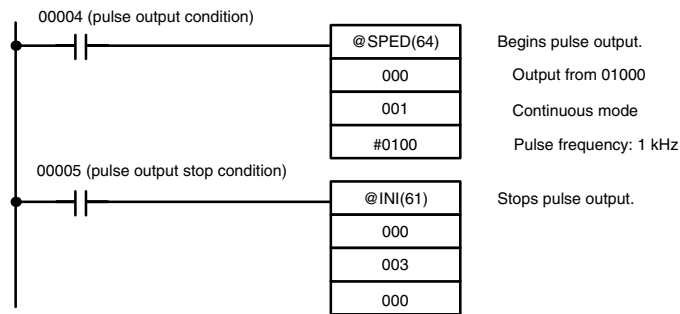 00004 (pulse output condition)
@SPED(64) Begins pulse output.
000 Output from 01000
001 Continuous mode
#0100 Pulse frequency: 1 kHz
00005 (pulse output stop condition)
@INI(61) Stops pulse output.
000
003
000